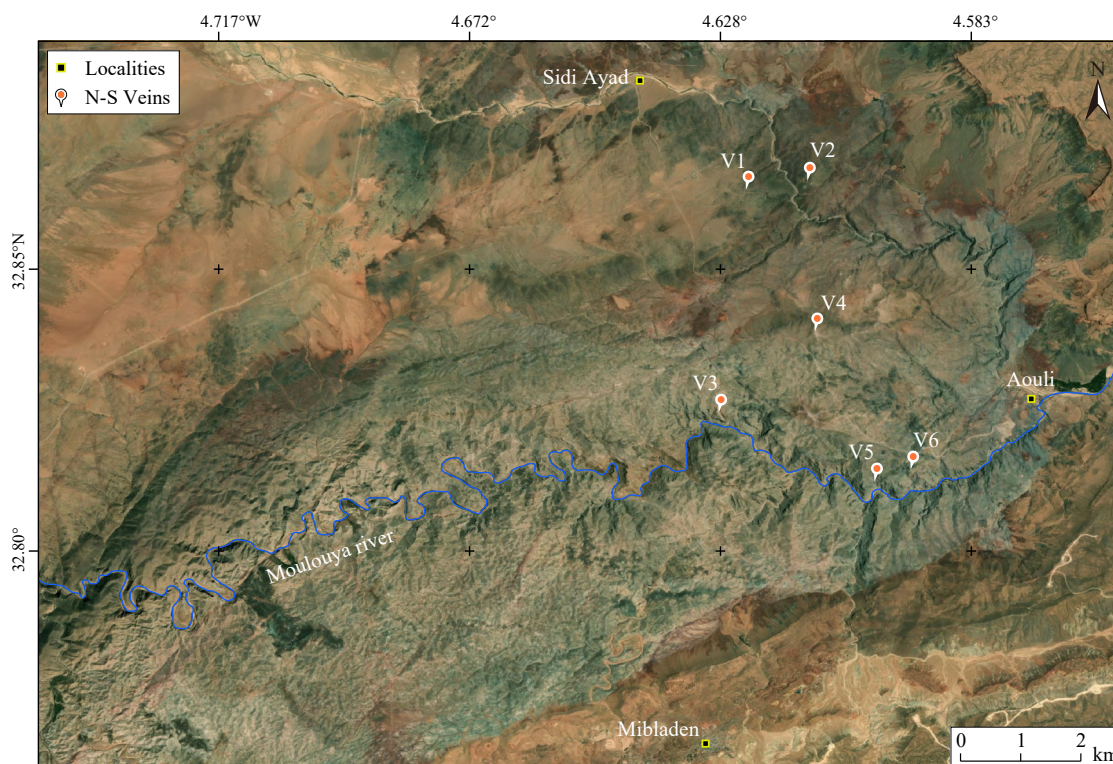 4.717°W 4.672° 4.628° 4.583°
Localities
N-S Veins
Sidi Ayad
N
V1
V2
32.85°N
V4
V3
Aouli
V5
V6
32.80°
Moulouya river
Mibladen
0 1 2
km